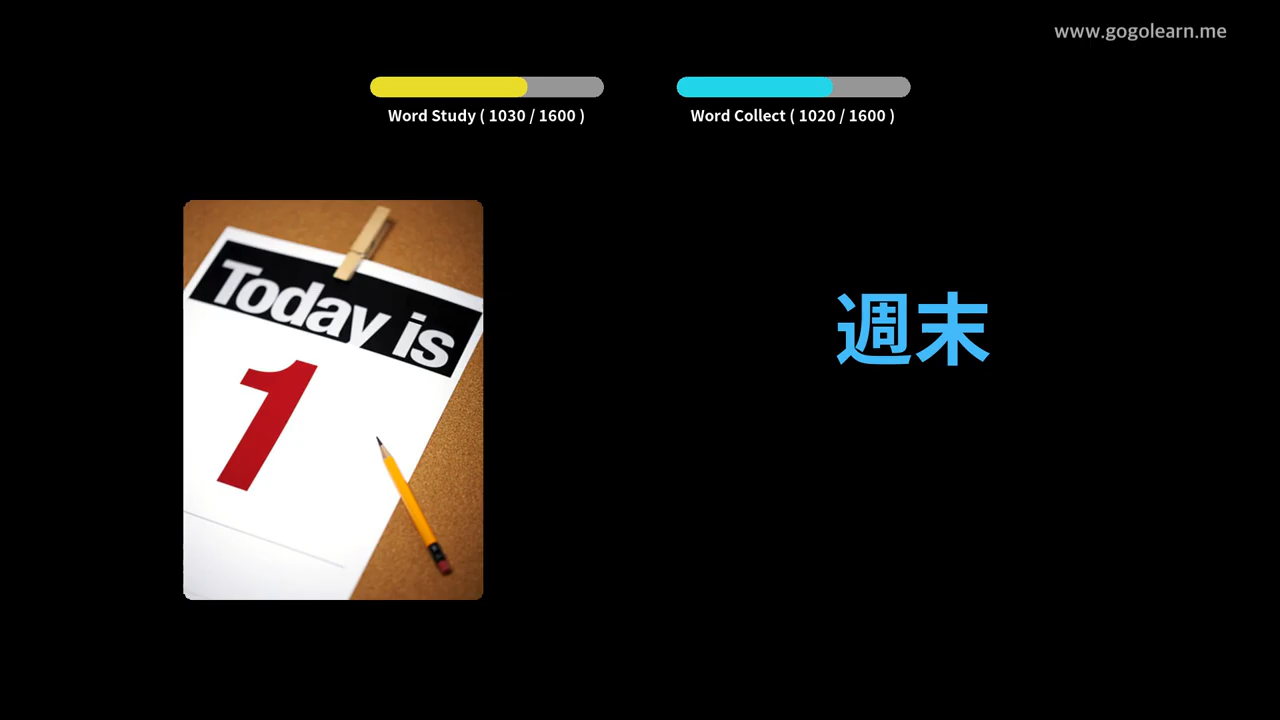 www.gogolearn.me
Word Study ( 1030 / 1600 )
Word Collect ( 1020 / 1600 )
Today is
1
週末